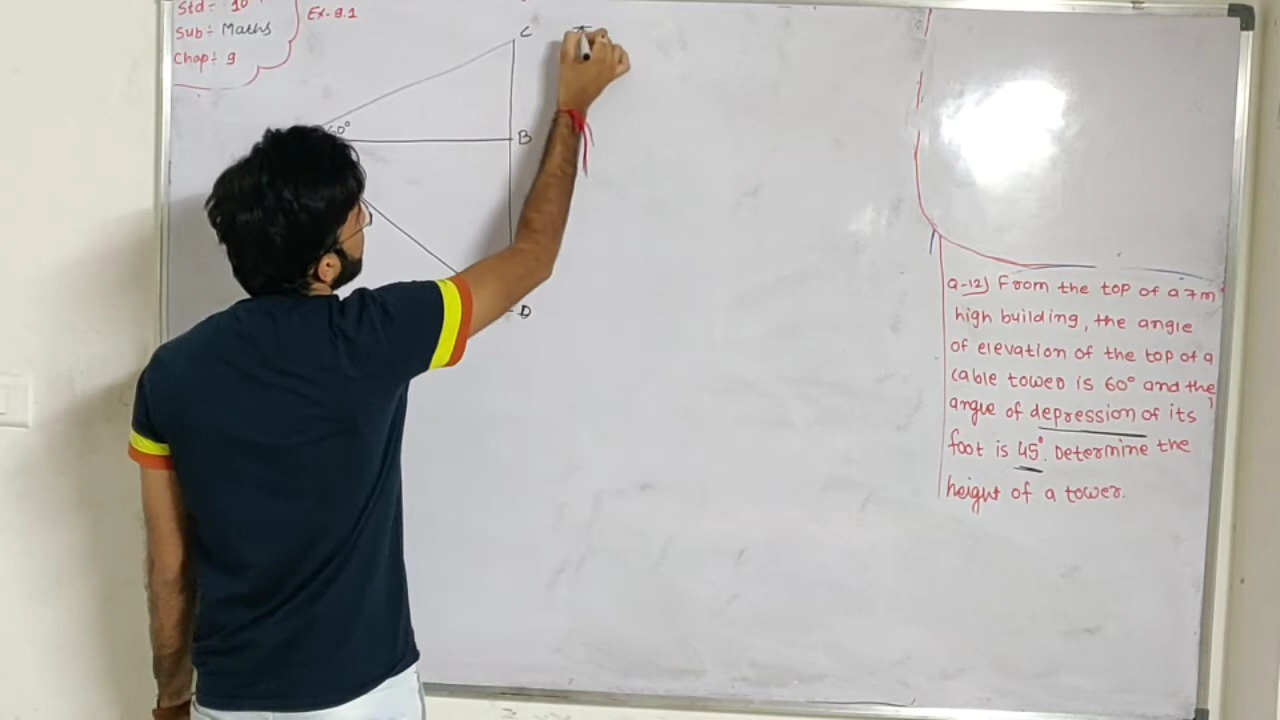 Std ÷ 10
Sub ÷ Maths
Chap ÷ 9
Ex-9.1
C
60°
B
D
Q-12) From the top of a 7m
high building, the angle
of elevation of the top of a
cable tower is 60° and the
angle of depression of its
foot is 45°. Determine the
height of a tower.